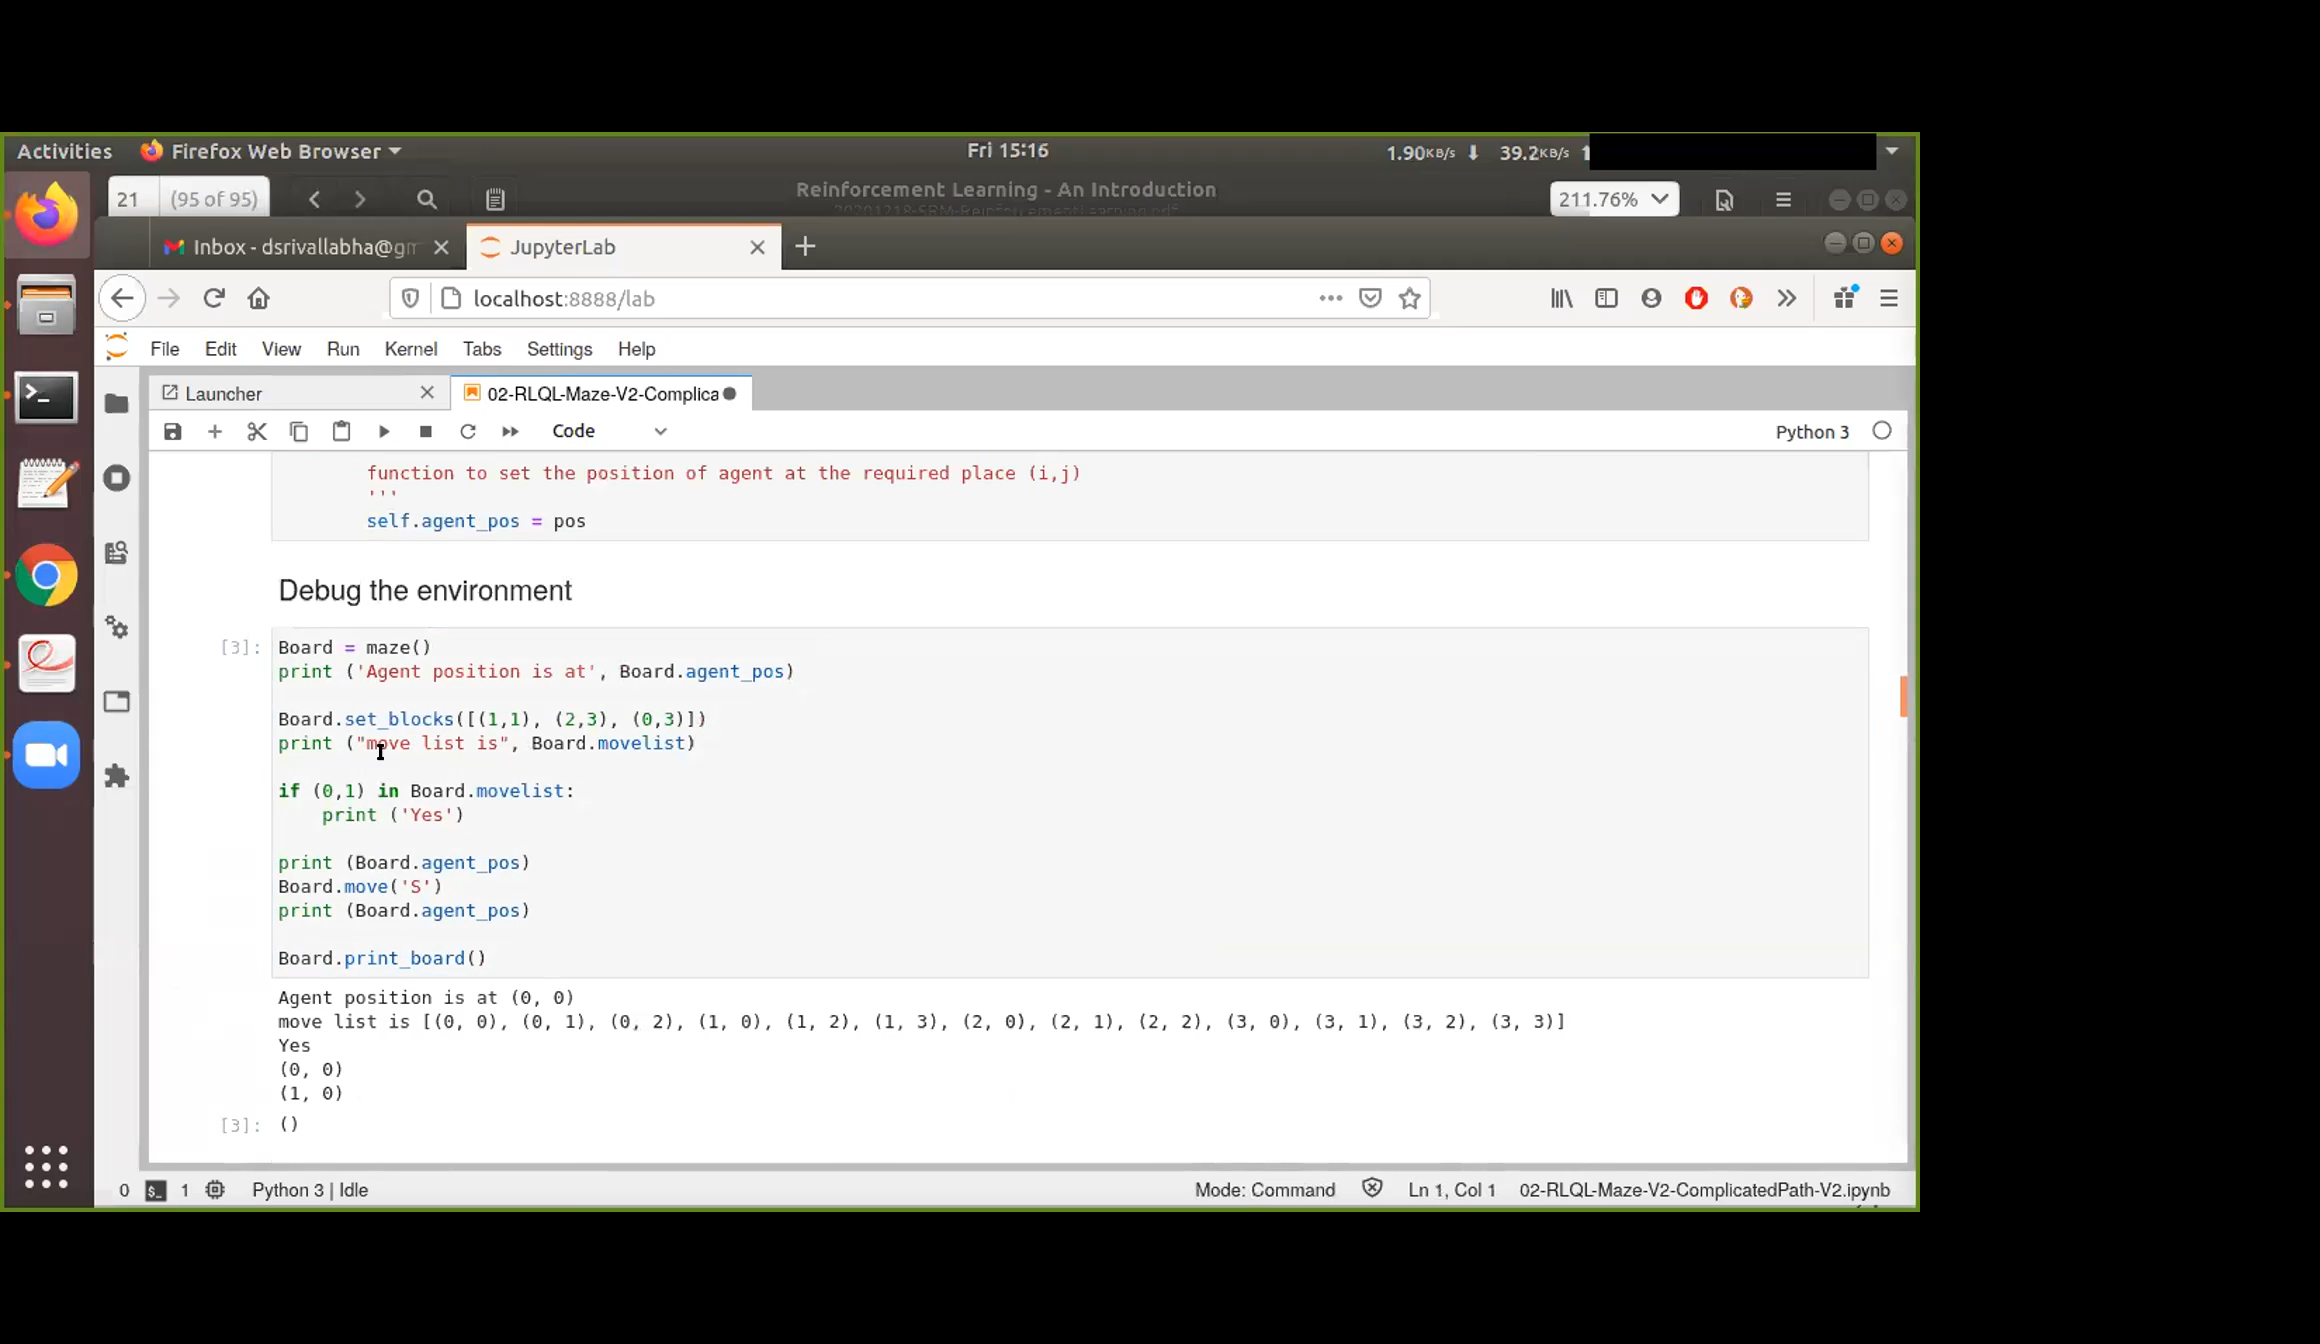 Activities Firefox Web Browser Fri 15:16 1.90KB/s 39.2KB/s
21 (95 of 95) Reinforcement Learning - An Introduction 211.76%
20201218-SRM-ReinforcementLearning.pdf
Inbox - dsrivallabha@gm JupyterLab
localhost:8888/lab
File Edit View Run Kernel Tabs Settings Help
Launcher 02-RLQL-Maze-V2-Complica
Code Python 3
function to set the position of agent at the required place (i,j)
'''
self.agent_pos = pos
Debug the environment
[3]: Board = maze()
print ('Agent position is at', Board.agent_pos)
Board.set_blocks([(1,1), (2,3), (0,3)])
print ("move list is", Board.movelist)
if (0,1) in Board.movelist:
print ('Yes')
print (Board.agent_pos)
Board.move('S')
print (Board.agent_pos)
Board.print_board()
Agent position is at (0, 0)
move list is [(0, 0), (0, 1), (0, 2), (1, 0), (1, 2), (1, 3), (2, 0), (2, 1), (2, 2), (3, 0), (3, 1), (3, 2), (3, 3)]
Yes
(0, 0)
(1, 0)
[3]: ()
0 1 Python 3 | Idle Mode: Command Ln 1, Col 1 02-RLQL-Maze-V2-ComplicatedPath-V2.ipynb